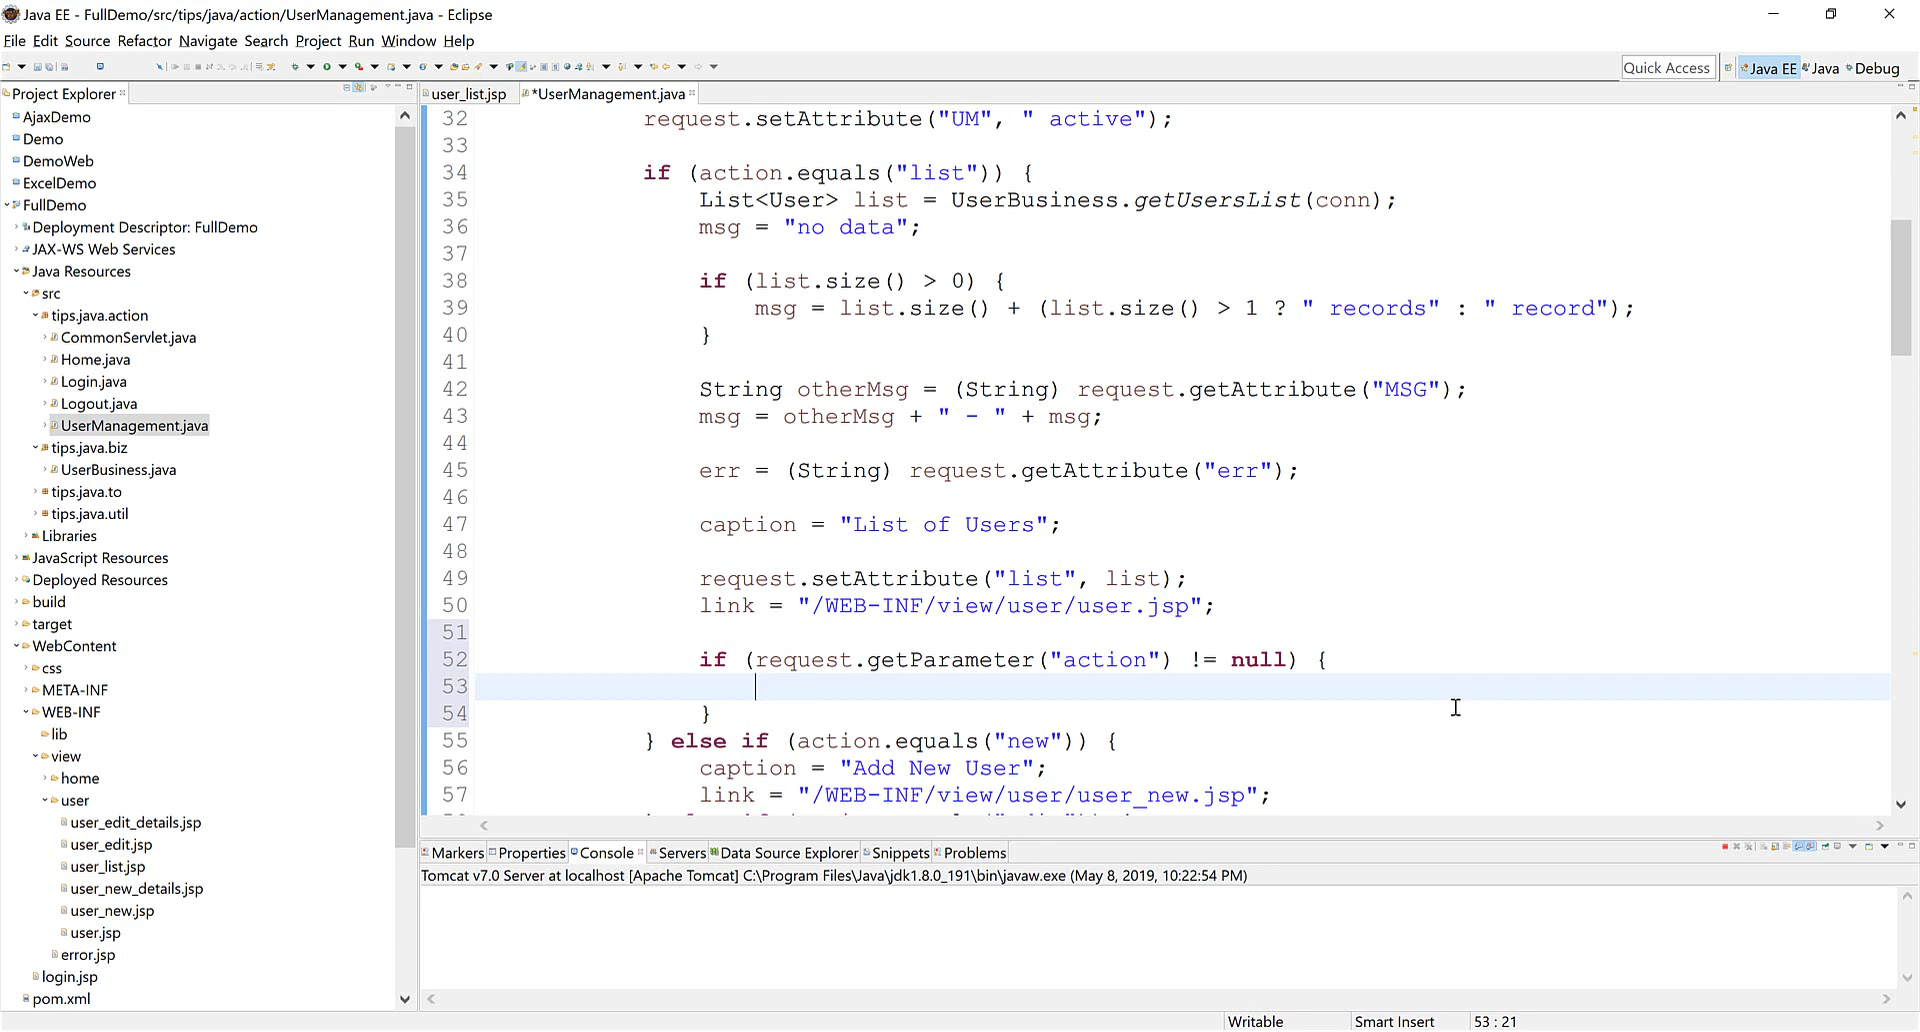 Java EE - FullDemo/src/tips/java/action/UserManagement.java - Eclipse
File Edit Source Refactor Navigate Search Project Run Window Help
Quick Access Java EE Java Debug
Project Explorer
AjaxDemo
Demo
DemoWeb
ExcelDemo
FullDemo
Deployment Descriptor: FullDemo
JAX-WS Web Services
Java Resources
src
tips.java.action
CommonServlet.java
Home.java
Login.java
Logout.java
UserManagement.java
tips.java.biz
UserBusiness.java
tips.java.to
tips.java.util
Libraries
JavaScript Resources
Deployed Resources
build
target
WebContent
css
META-INF
WEB-INF
lib
view
home
user
user_edit_details.jsp
user_edit.jsp
user_list.jsp
user_new_details.jsp
user_new.jsp
user.jsp
error.jsp
login.jsp
pom.xml
user_list.jsp *UserManagement.java
32 request.setAttribute("UM", " active");
33
34 if (action.equals("list")) {
35 List<User> list = UserBusiness.getUsersList(conn);
36 msg = "no data";
37
38 if (list.size() > 0) {
39 msg = list.size() + (list.size() > 1 ? " records" : " record");
40 }
41
42 String otherMsg = (String) request.getAttribute("MSG");
43 msg = otherMsg + " - " + msg;
44
45 err = (String) request.getAttribute("err");
46
47 caption = "List of Users";
48
49 request.setAttribute("list", list);
50 link = "/WEB-INF/view/user/user.jsp";
51
52 if (request.getParameter("action") != null) {
53
54 }
55 } else if (action.equals("new")) {
56 caption = "Add New User";
57 link = "/WEB-INF/view/user/user_new.jsp";
Markers Properties Console Servers Data Source Explorer Snippets Problems
Tomcat v7.0 Server at localhost [Apache Tomcat] C:\Program Files\Java\jdk1.8.0_191\bin\javaw.exe (May 8, 2019, 10:22:54 PM)
Writable Smart Insert 53 : 21